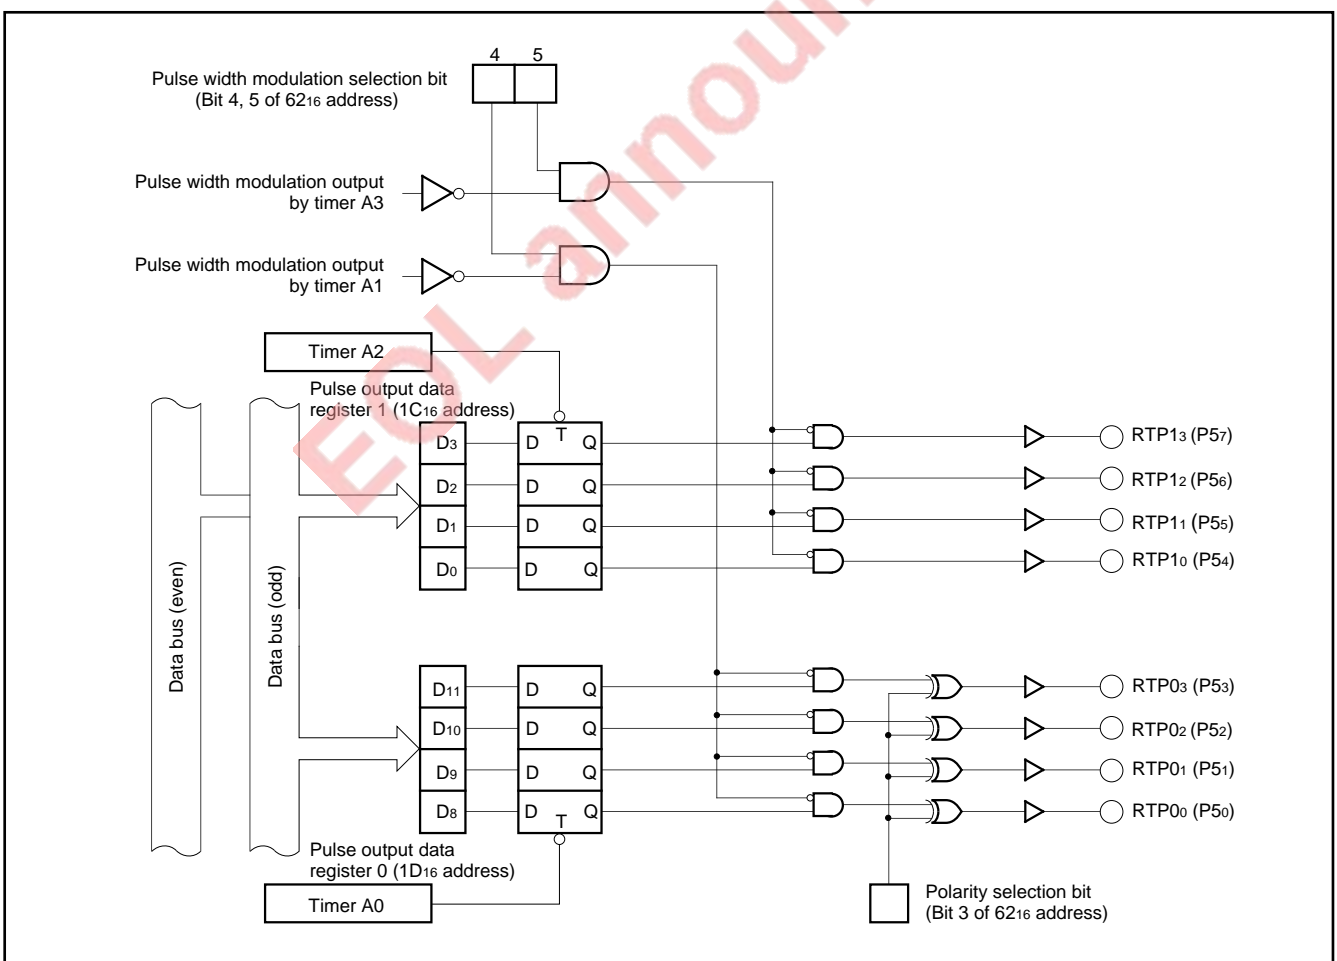 4 5
Pulse width modulation selection bit
(Bit 4, 5 of 6216 address)
Pulse width modulation output
by timer A3
Pulse width modulation output
by timer A1
Timer A2
Pulse output data
register 1 (1C16 address)
T
D3 D Q
D2 D Q
D1 D Q
D0 D Q
RTP13 (P57)
RTP12 (P56)
RTP11 (P55)
RTP10 (P54)
Data bus (even)
Data bus (odd)
D11 D Q
D10 D Q
D9 D Q
D8 D Q
T
RTP03 (P53)
RTP02 (P52)
RTP01 (P51)
RTP00 (P50)
Pulse output data
register 0 (1D16 address)
Timer A0
Polarity selection bit
(Bit 3 of 6216 address)
EOL announ